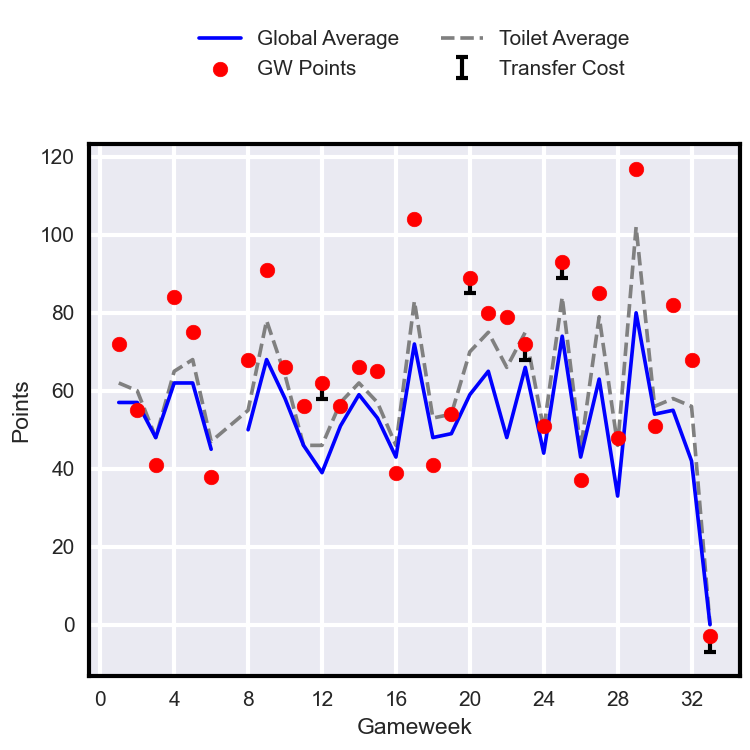 Global Average
Toilet Average
GW Points
Transfer Cost
120
100
80
60
40
20
0
Points
0 4 8 12 16 20 24 28 32
Gameweek